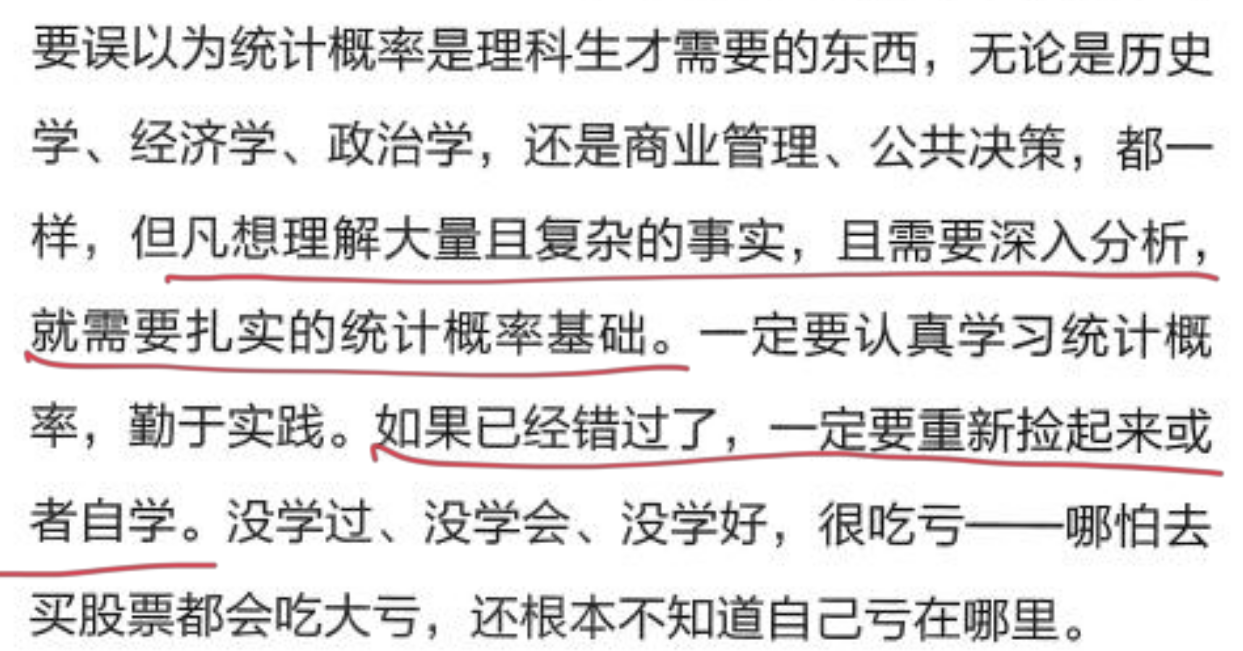 要误以为统计概率是理科生才需要的东西，无论是历史
学、经济学、政治学，还是商业管理、公共决策，都一
样，但凡想理解大量且复杂的事实，且需要深入分析，
就需要扎实的统计概率基础。一定要认真学习统计概
率，勤于实践。如果已经错过了，一定要重新捡起来或
者自学。没学过、没学会、没学好，很吃亏——哪怕去
买股票都会吃大亏，还根本不知道自己亏在哪里。